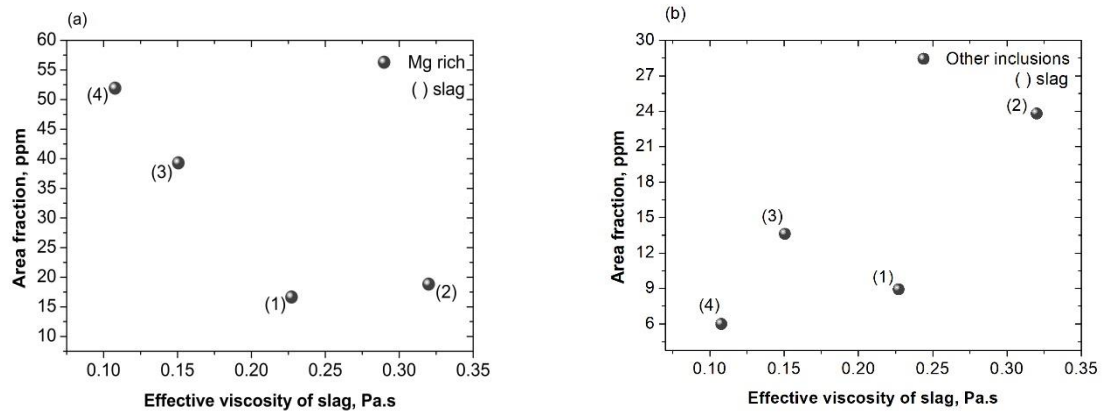 (a)
60
55
50
45
40
35
30
25
20
15
10
Area fraction, ppm
Mg rich
( ) slag
(4)
(3)
(1)
(2)
0.10 0.15 0.20 0.25 0.30 0.35
Effective viscosity of slag, Pa.s
(b)
30
27
24
21
18
15
12
9
6
Area fraction, ppm
Other inclusions
( ) slag
(2)
(3)
(1)
(4)
0.10 0.15 0.20 0.25 0.30 0.35
Effective viscosity of slag, Pa.s